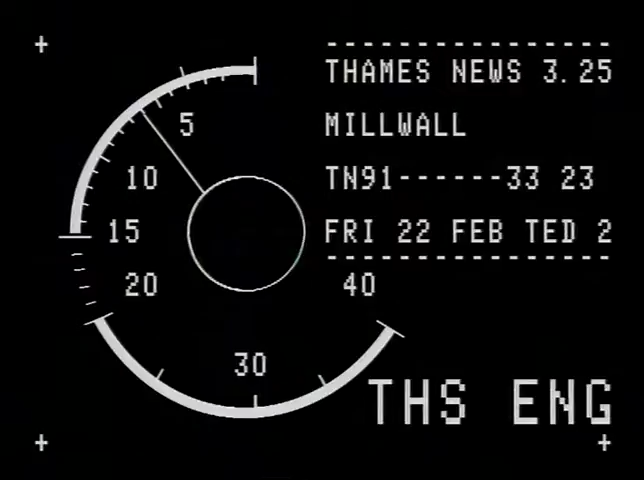 THAMES NEWS 3.25
MILLWALL
TN91------33 23
FRI 22 FEB TED 2
5
10
15
20
30
40
THS ENG